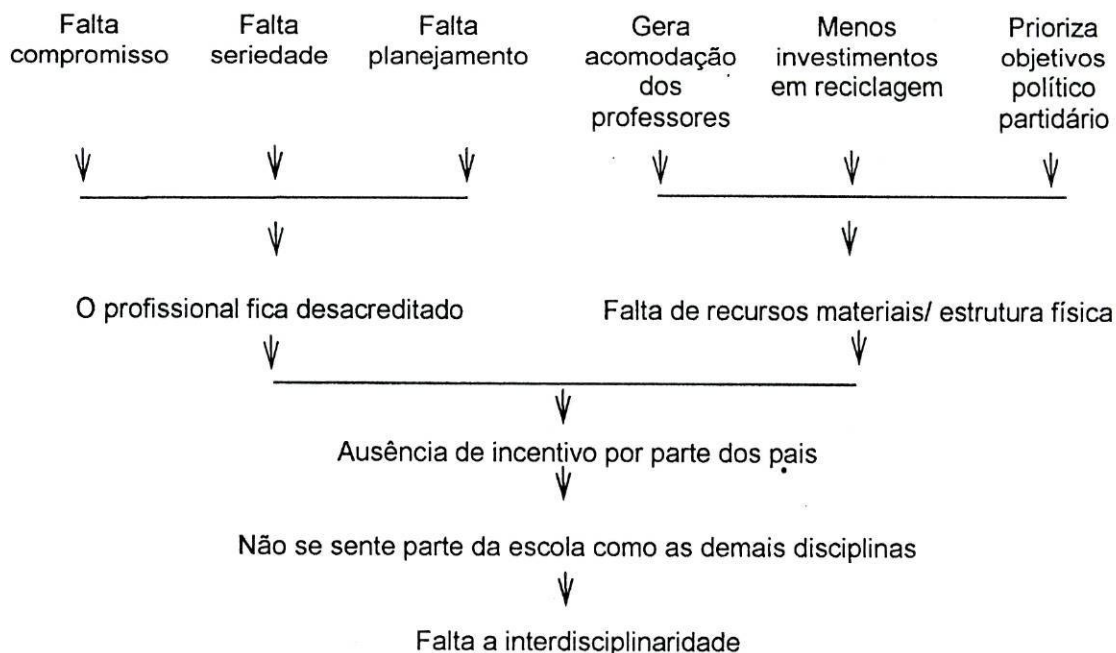 Falta
compromisso
Falta
seriedade
Falta
planejamento
Gera
acomodação
dos
professores
Menos
investimentos
em reciclagem
Prioriza
objetivos
político
partidário
O profissional fica desacreditado
Falta de recursos materiais/ estrutura física
Ausência de incentivo por parte dos pais
Não se sente parte da escola como as demais disciplinas
Falta a interdisciplinaridade